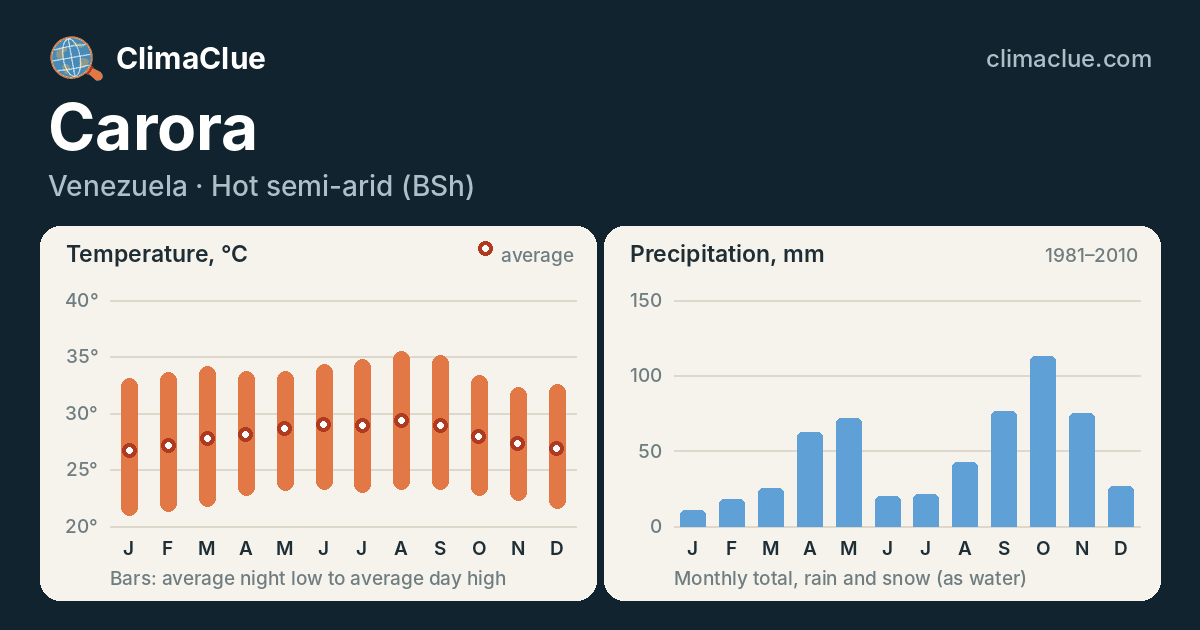 ClimaClue
climaclue.com
Carora
Venezuela · Hot semi-arid (BSh)
Temperature, °C
average
40°
35°
30°
25°
20°
J F M A M J J A S O N D
Bars: average night low to average day high
Precipitation, mm
1981–2010
150
100
50
0
J F M A M J J A S O N D
Monthly total, rain and snow (as water)